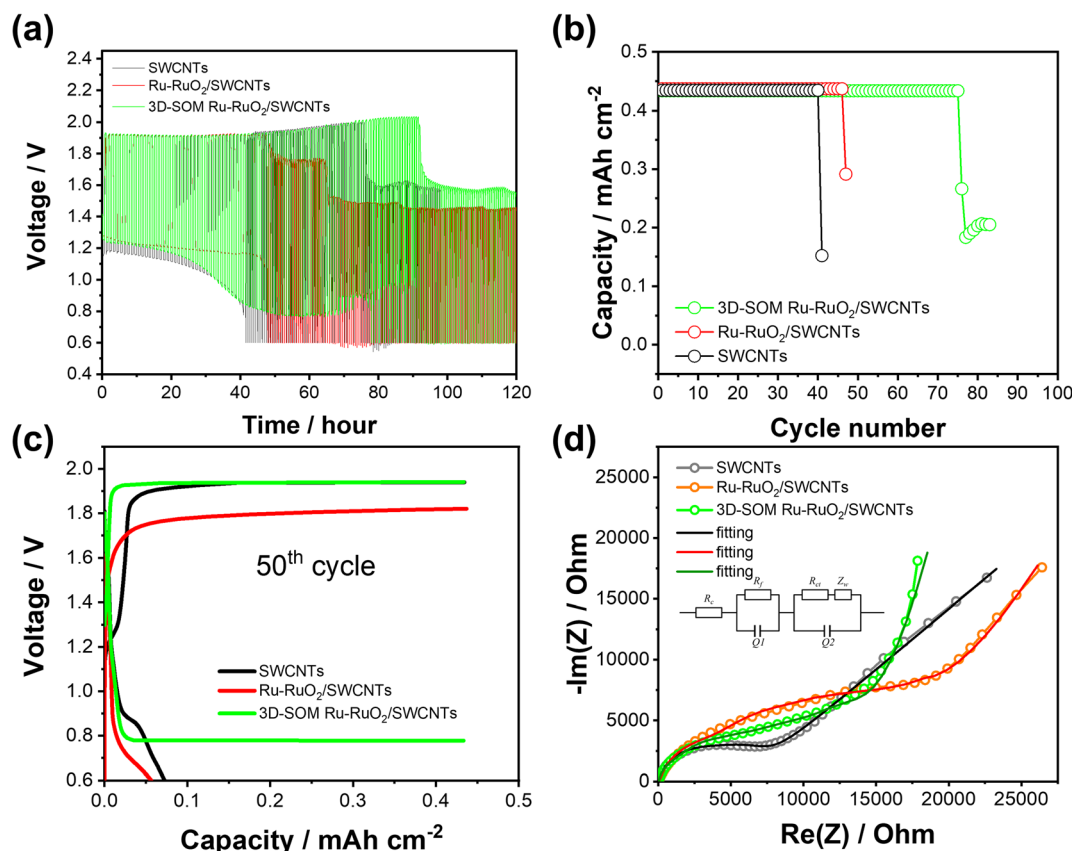 (a)
2.4
2.2
2.0
1.8
1.6
1.4
1.2
1.0
0.8
0.6
0.4
Voltage / V
SWCNTs
Ru-RuO2/SWCNTs
3D-SOM Ru-RuO2/SWCNTs
0 20 40 60 80 100 120
Time / hour
(b)
0.5
0.4
0.3
0.2
0.1
0.0
Capacity / mAh cm-2
3D-SOM Ru-RuO2/SWCNTs
Ru-RuO2/SWCNTs
SWCNTs
0 10 20 30 40 50 60 70 80 90 100
Cycle number
(c)
2.0
1.8
1.6
1.4
1.2
1.0
0.8
0.6
Voltage / V
50th cycle
SWCNTs
Ru-RuO2/SWCNTs
3D-SOM Ru-RuO2/SWCNTs
0.0 0.1 0.2 0.3 0.4 0.5
Capacity / mAh cm-2
(d)
25000
20000
15000
10000
5000
0
-Im(Z) / Ohm
SWCNTs
Ru-RuO2/SWCNTs
3D-SOM Ru-RuO2/SWCNTs
fitting
fitting
fitting
Rf Rct Zw
Q1 Q2
0 5000 10000 15000 20000 25000
Re(Z) / Ohm